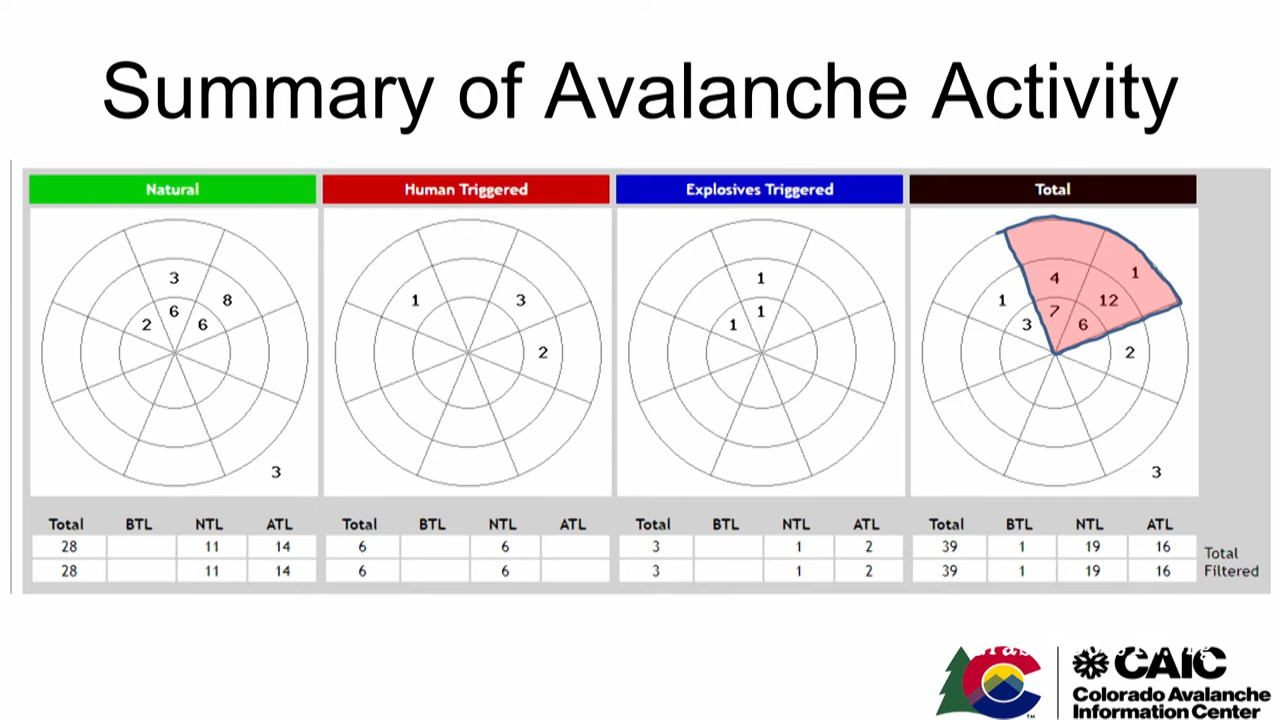 Summary of Avalanche Activity
Natural Human Triggered Explosives Triggered Total
3 1 4 1
8 1 3 1 12
6 1 7
2 6 1 3 6
2 2
3 3
Total BTL NTL ATL Total BTL NTL ATL Total BTL NTL ATL Total BTL NTL ATL
28 11 14 6 6 3 1 2 39 1 19 16 Total
28 11 14 6 6 3 1 2 39 1 19 16 Filtered
CAIC
Colorado Avalanche
Information Center
TM